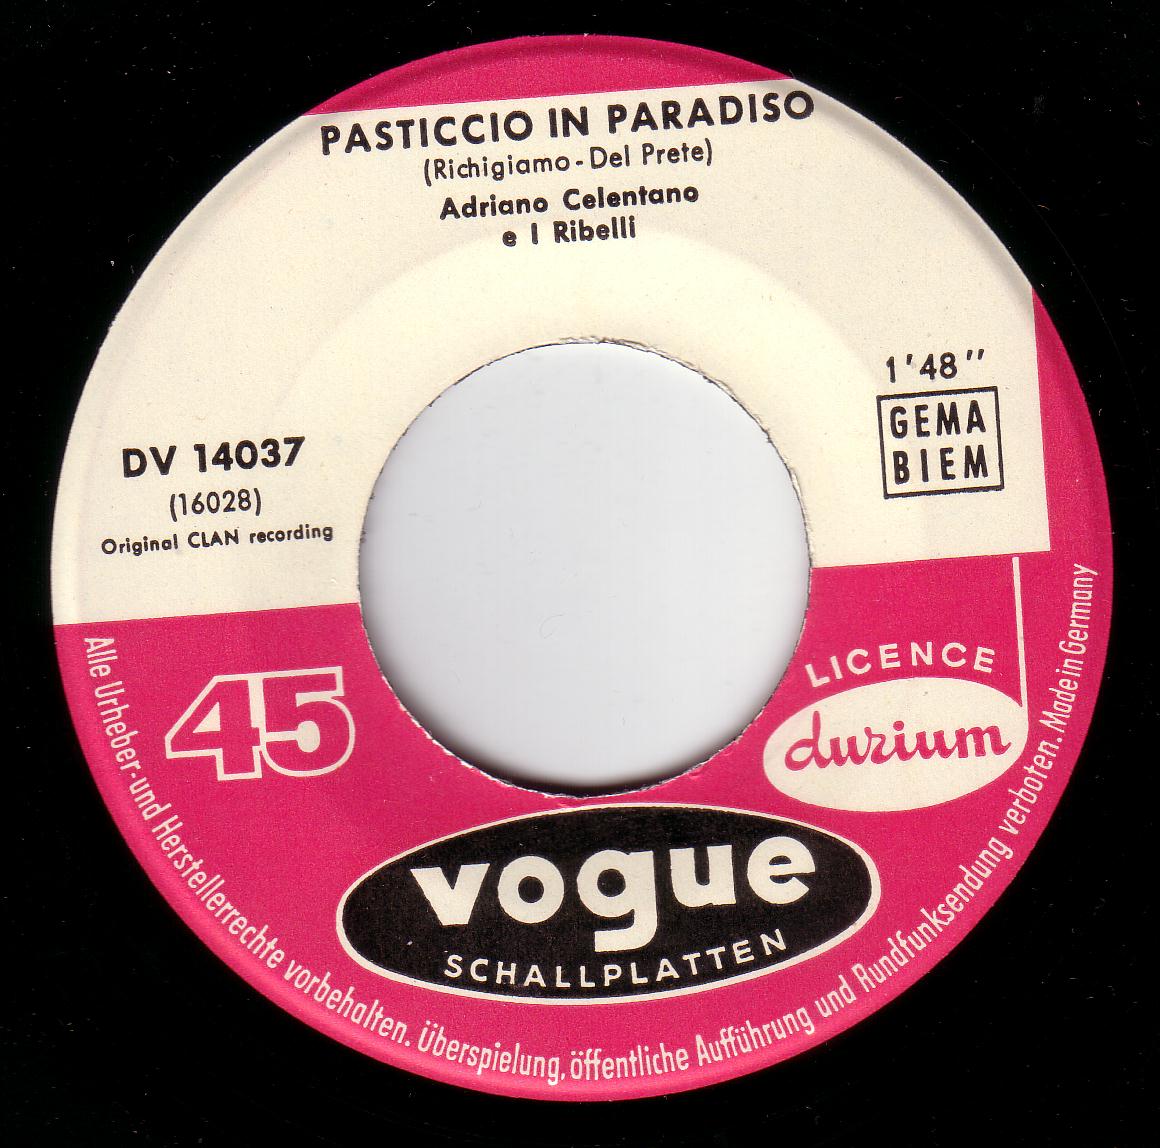 PASTICCIO IN PARADISO
(Richigiamo - Del Prete)
Adriano Celentano
e I Ribelli
1'48"
GEMA
BIEM
DV 14037
(16028)
Original CLAN recording
45
LICENCE
durium
vogue
SCHALLPLATTEN
Alle Urheber-und Herstellerrechte vorbehalten. Überspielung, öffentliche Aufführung und Rundfunksendung verboten. Made in Germany